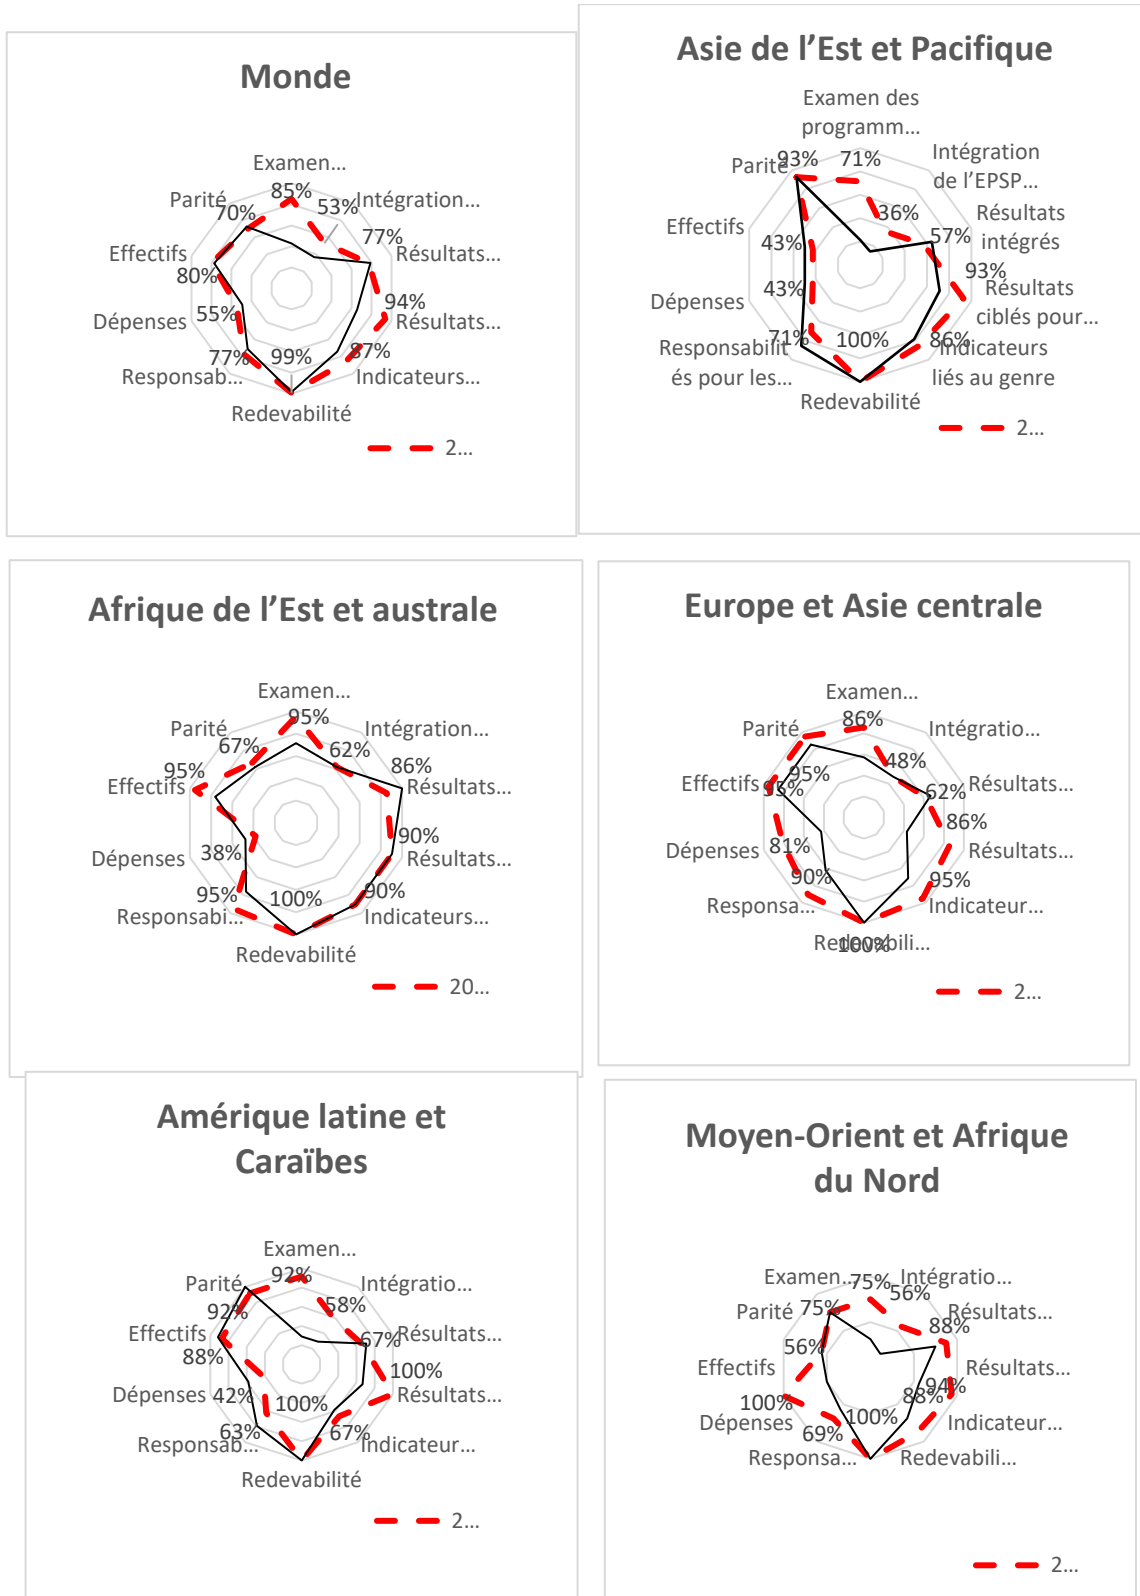 Monde
Examen...
85%
Intégration...
53%
77%
Résultats...
94%
Résultats...
87%
Indicateurs...
99%
Redevabilité
77%
Responsab...
55%
Dépenses
80%
Effectifs
70%
Parité
2...
Asie de l'Est et Pacifique
Examen des
programm...
71%
Intégration
de l'EPSP...
36%
Résultats
intégrés
57%
93%
Résultats
ciblés pour...
86%
Indicateurs
liés au genre
100%
Redevabilité
71%
Responsabilit
és pour les...
43%
Dépenses
43%
Effectifs
93%
Parité
2...
Afrique de l'Est et australe
Examen...
95%
Intégration...
62%
86%
Résultats...
90%
Résultats...
90%
Indicateurs...
100%
Redevabilité
95%
Responsabi...
38%
Dépenses
95%
Effectifs
67%
Parité
20...
Europe et Asie centrale
Examen...
86%
Intégratio...
48%
Résultats...
62%
86%
Résultats...
95%
Indicateur...
Redevabili...
100%
90%
Responsa...
81%
Dépenses
95%
Effectifs
95%
Parité
2...
Amérique latine et
Caraïbes
Examen...
92%
Intégratio...
58%
Résultats...
67%
100%
Résultats...
67%
Indicateur...
100%
Redevabilité
63%
Responsab...
42%
Dépenses
88%
Effectifs
92%
Parité
2...
Moyen-Orient et Afrique
du Nord
Examen...
75%
Intégratio...
56%
Résultats...
88%
Résultats...
94%
88%
Indicateur...
Redevabili...
100%
Responsa...
69%
Dépenses
100%
Effectifs
56%
Parité
75%
2...